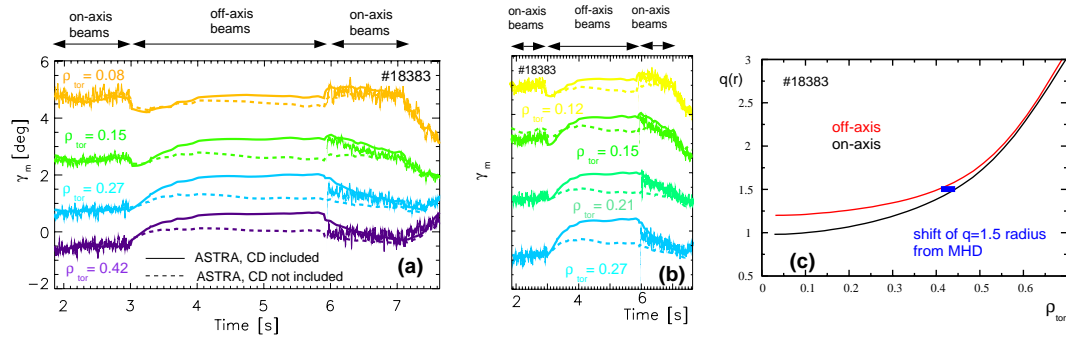 on-axis
beams
off-axis
beams
on-axis
beams
#18383
ρtor = 0.08
ρtor = 0.15
ρtor = 0.27
ρtor = 0.42
ASTRA, CD included
ASTRA, CD not included
(a)
γm [deg]
6
4
2
0
−2
2
3
4
5
6
7
Time [s]
on-axis
beams
off-axis
beams
on-axis
beams
#18383
ρtor = 0.12
ρtor = 0.15
ρtor = 0.21
ρtor = 0.27
(b)
γm
2
4
6
8
Time [s]
q(r)
#18383
off-axis
on-axis
shift of q=1.5 radius
from MHD
(c)
3
2.5
2
1.5
1
0.5
0
0.1
0.2
0.3
0.4
0.5
0.6
ρtor